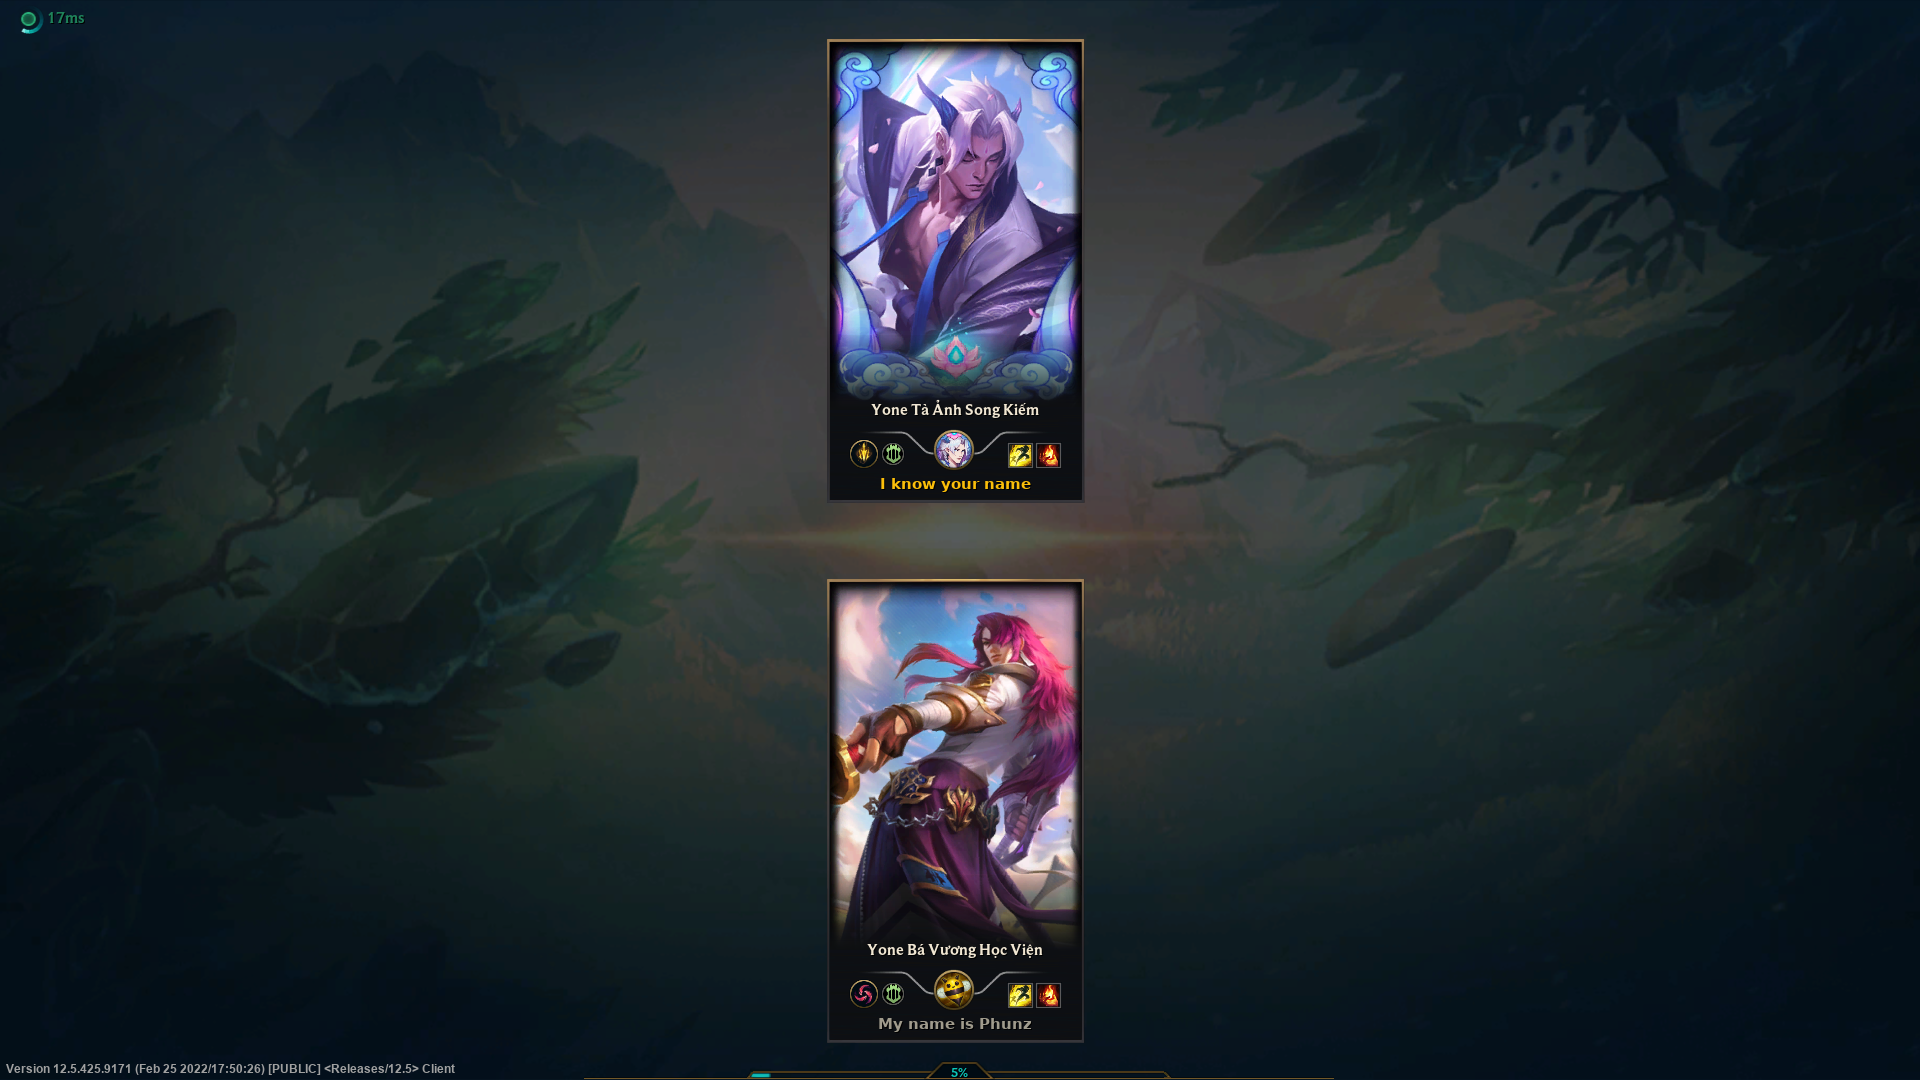 17ms
Yone Tà Ảnh Song Kiếm
I know your name
Yone Bá Vương Học Viện
My name is Phunz
Version 12.5.425.9171 (Feb 25 2022/17:50:26) [PUBLIC] <Releases/12.5> Client
5%